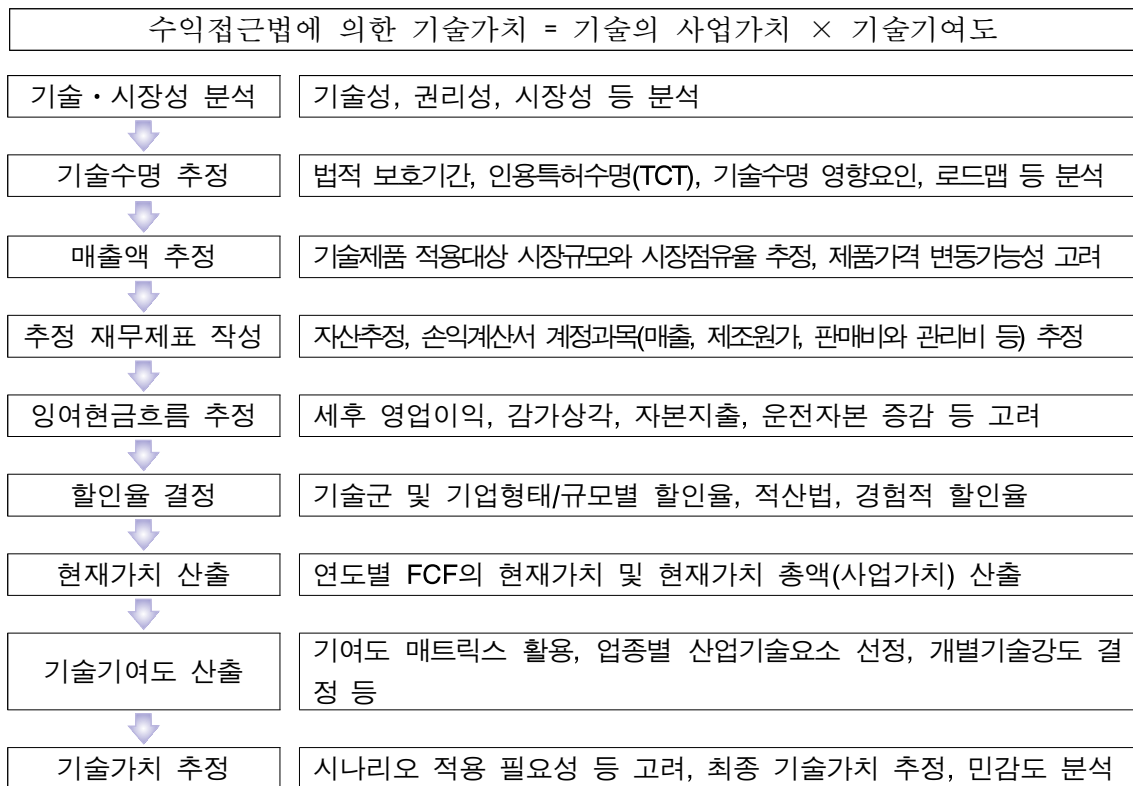 수익접근법에 의한 기술가치 = 기술의 사업가치 × 기술기여도
기술・시장성 분석
기술성, 권리성, 시장성 등 분석
기술수명 추정
법적 보호기간, 인용특허수명(TCT), 기술수명 영향요인, 로드맵 등 분석
매출액 추정
기술제품 적용대상 시장규모와 시장점유율 추정, 제품가격 변동가능성 고려
추정 재무제표 작성
자산추정, 손익계산서 계정과목(매출, 제조원가, 판매비와 관리비 등) 추정
잉여현금흐름 추정
세후 영업이익, 감가상각, 자본지출, 운전자본 증감 등 고려
할인율 결정
기술군 및 기업형태/규모별 할인율, 적산법, 경험적 할인율
현재가치 산출
연도별 FCF의 현재가치 및 현재가치 총액(사업가치) 산출
기술기여도 산출
기여도 매트릭스 활용, 업종별 산업기술요소 선정, 개별기술강도 결
정 등
기술가치 추정
시나리오 적용 필요성 등 고려, 최종 기술가치 추정, 민감도 분석